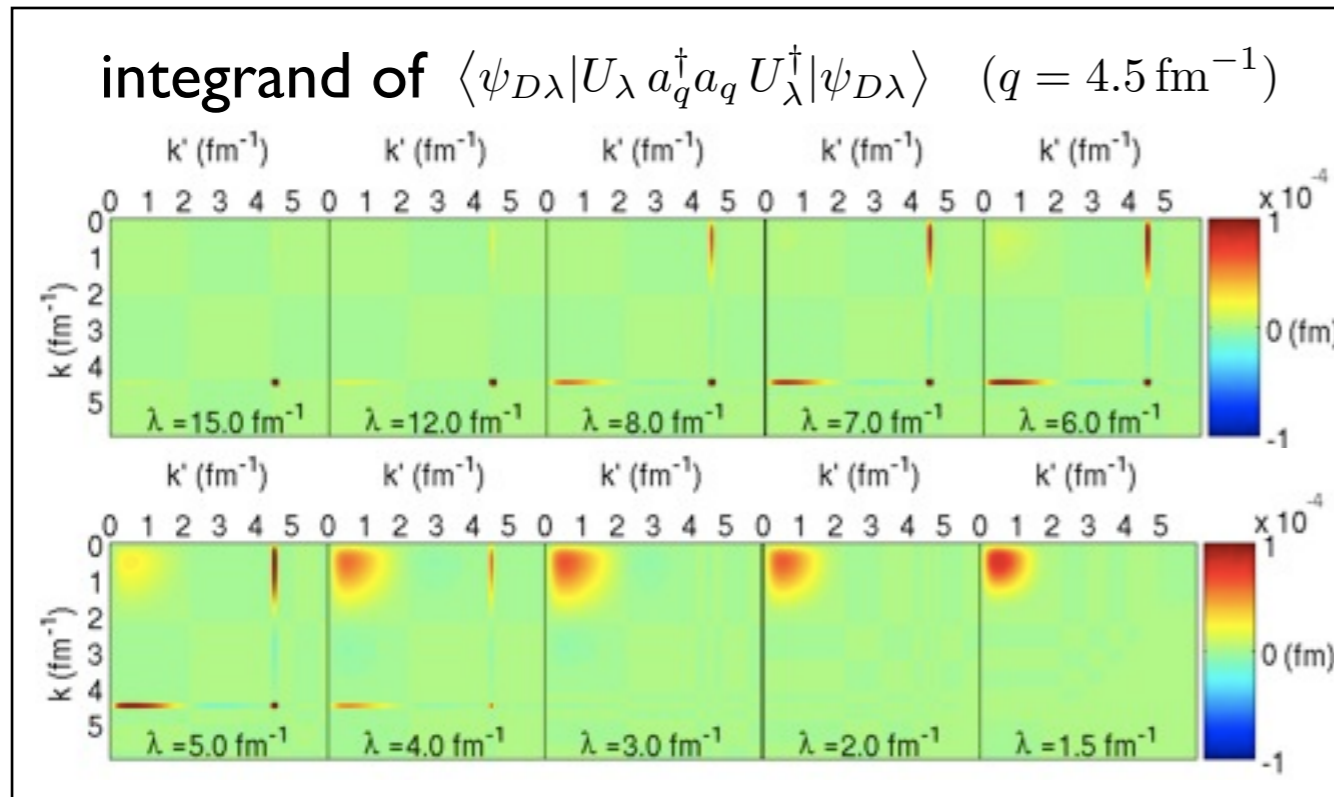 integrand of ⟨ψ_{Dλ}|U_λ a_q^† a_q U_λ^†|ψ_{Dλ}⟩ (q = 4.5 fm⁻¹)
k' (fm⁻¹) k' (fm⁻¹) k' (fm⁻¹) k' (fm⁻¹) k' (fm⁻¹)
0 1 2 3 4 5 0 1 2 3 4 5 0 1 2 3 4 5 0 1 2 3 4 5 0 1 2 3 4 5
x 10⁻⁴
k (fm⁻¹)
0
1
2
3
4
5
λ =15.0 fm⁻¹ λ =12.0 fm⁻¹ λ =8.0 fm⁻¹ λ =7.0 fm⁻¹ λ =6.0 fm⁻¹
1
0 (fm)
-1
k' (fm⁻¹) k' (fm⁻¹) k' (fm⁻¹) k' (fm⁻¹) k' (fm⁻¹)
0 1 2 3 4 5 0 1 2 3 4 5 0 1 2 3 4 5 0 1 2 3 4 5 0 1 2 3 4 5
x 10⁻⁴
k (fm⁻¹)
0
1
2
3
4
5
λ =5.0 fm⁻¹ λ =4.0 fm⁻¹ λ =3.0 fm⁻¹ λ =2.0 fm⁻¹ λ =1.5 fm⁻¹
1
0 (fm)
-1